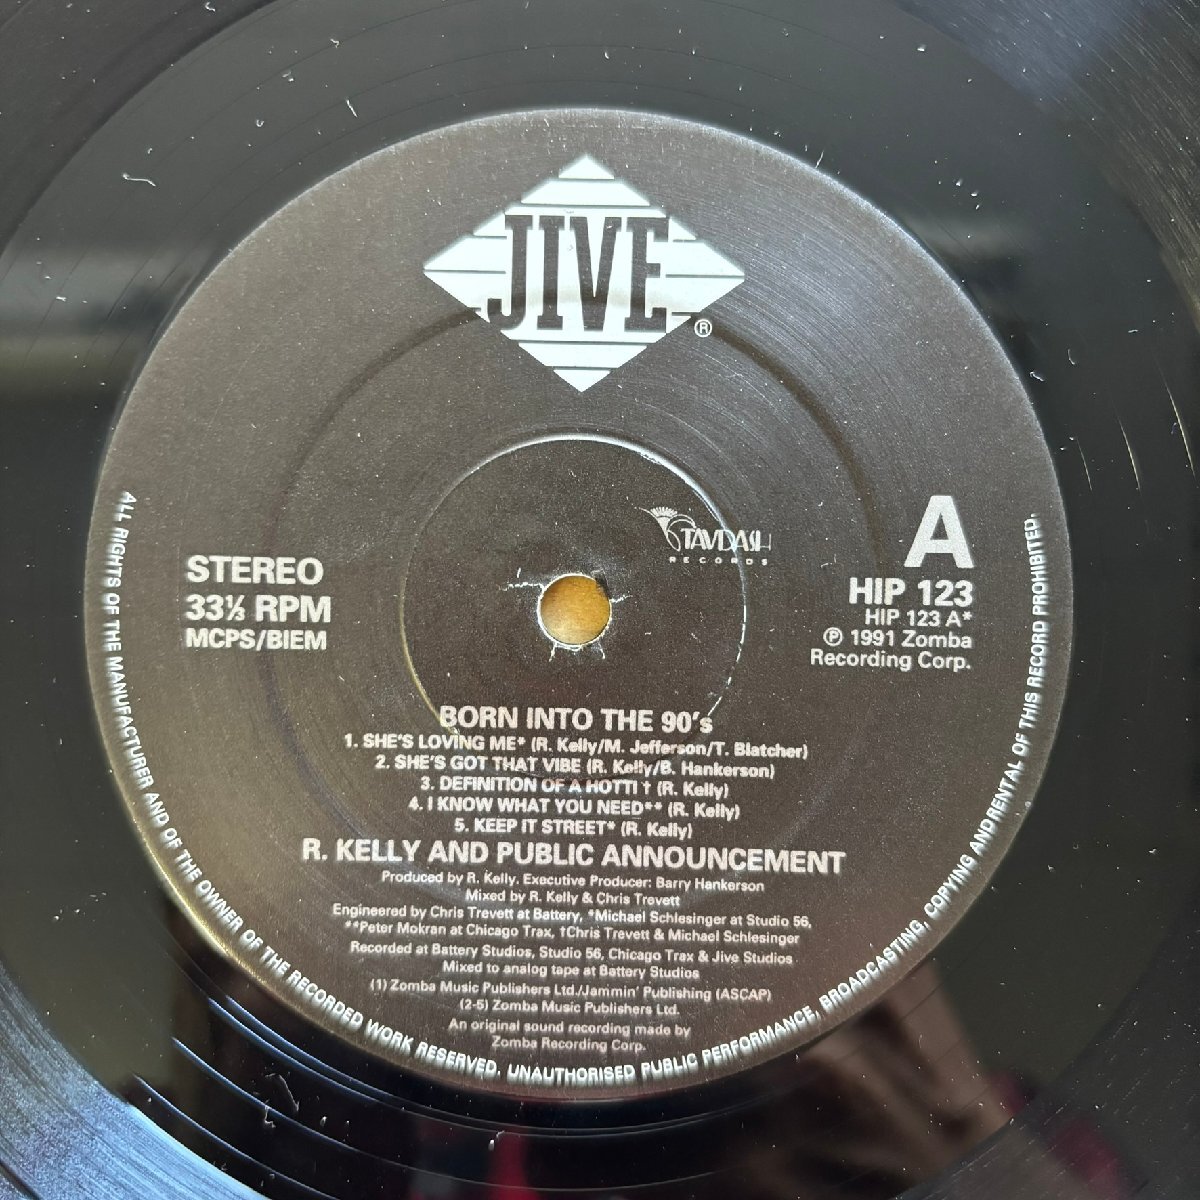 JIVE
®
TAVDASH
RECORDS
A
HIP 123
HIP 123 A*
℗ 1991 Zomba
Recording Corp.
STEREO
33⅓ RPM
MCPS/BIEM
BORN INTO THE 90's
1. SHE'S LOVING ME* (R. Kelly/M. Jefferson/T. Blatcher)
2. SHE'S GOT THAT VIBE (R. Kelly/B. Hankerson)
3. DEFINITION OF A HOTTI † (R. Kelly)
4. I KNOW WHAT YOU NEED** (R. Kelly)
5. KEEP IT STREET* (R. Kelly)
R. KELLY AND PUBLIC ANNOUNCEMENT
Produced by R. Kelly. Executive Producer: Barry Hankerson
Mixed by R. Kelly & Chris Trevett
Engineered by Chris Trevett at Battery, *Michael Schlesinger at Studio 56,
**Peter Mokran at Chicago Trax, †Chris Trevett & Michael Schlesinger
Recorded at Battery Studios, Studio 56, Chicago Trax & Jive Studios
Mixed to analog tape at Battery Studios
(1) Zomba Music Publishers Ltd./Jammin' Publishing (ASCAP)
(2-5) Zomba Music Publishers Ltd.
An original sound recording made by
Zomba Recording Corp.
ALL RIGHTS OF THE MANUFACTURER AND OF THE OWNER OF THE RECORDED WORK RESERVED. UNAUTHORISED PUBLIC PERFORMANCE, BROADCASTING, COPYING AND RENTAL OF THIS RECORD PROHIBITED.